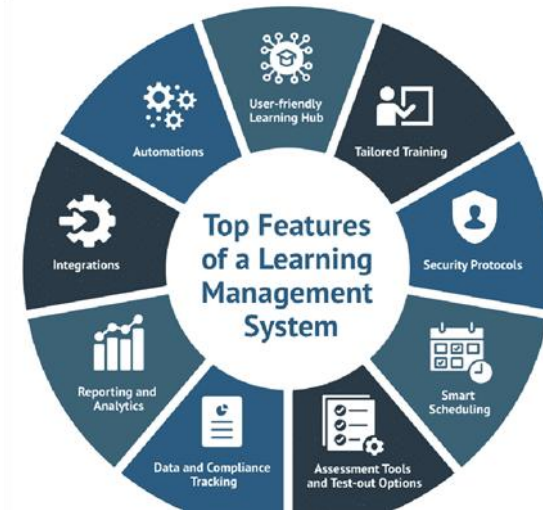 Top Features
of a Learning
Management
System
User-friendly
Learning Hub
Tailored Training
Security Protocols
Smart
Scheduling
Assessment Tools
and Test-out Options
Data and Compliance
Tracking
Reporting and
Analytics
Integrations
Automations